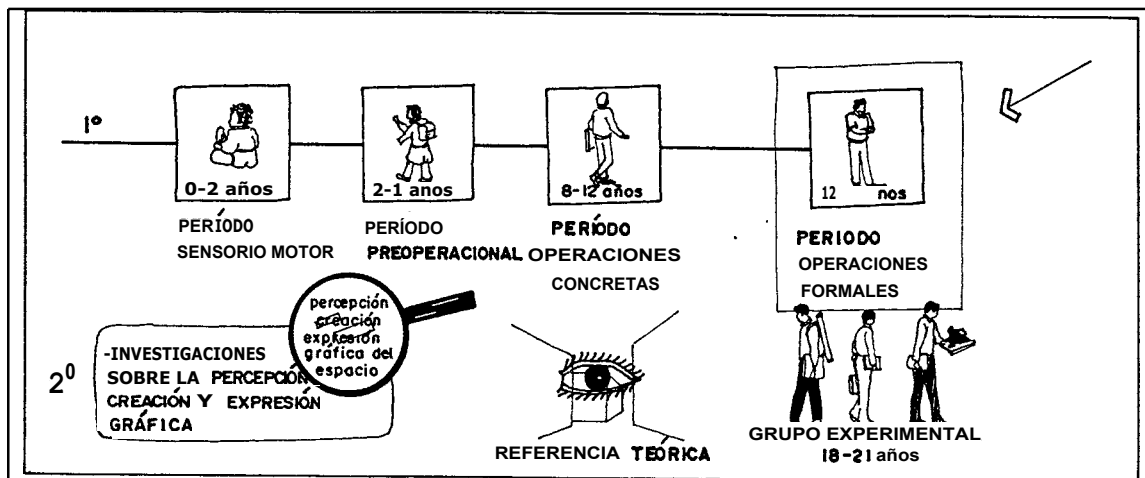 1º
0-2 años
2-1 anos
8-12 años
12 nos
PERÍODO
SENSORIO MOTOR
PERÍODO
PREOPERACIONAL
PERÍODO
OPERACIONES
CONCRETAS
PERIODO
OPERACIONES
FORMALES
2⁰
-INVESTIGACIONES
SOBRE LA PERCEPCIÓN
CREACIÓN Y EXPRESIÓN
GRÁFICA
percepción
creación
expresión
gráfica del
espacio
REFERENCIA TEÓRICA
GRUPO EXPERIMENTAL
18-21 años